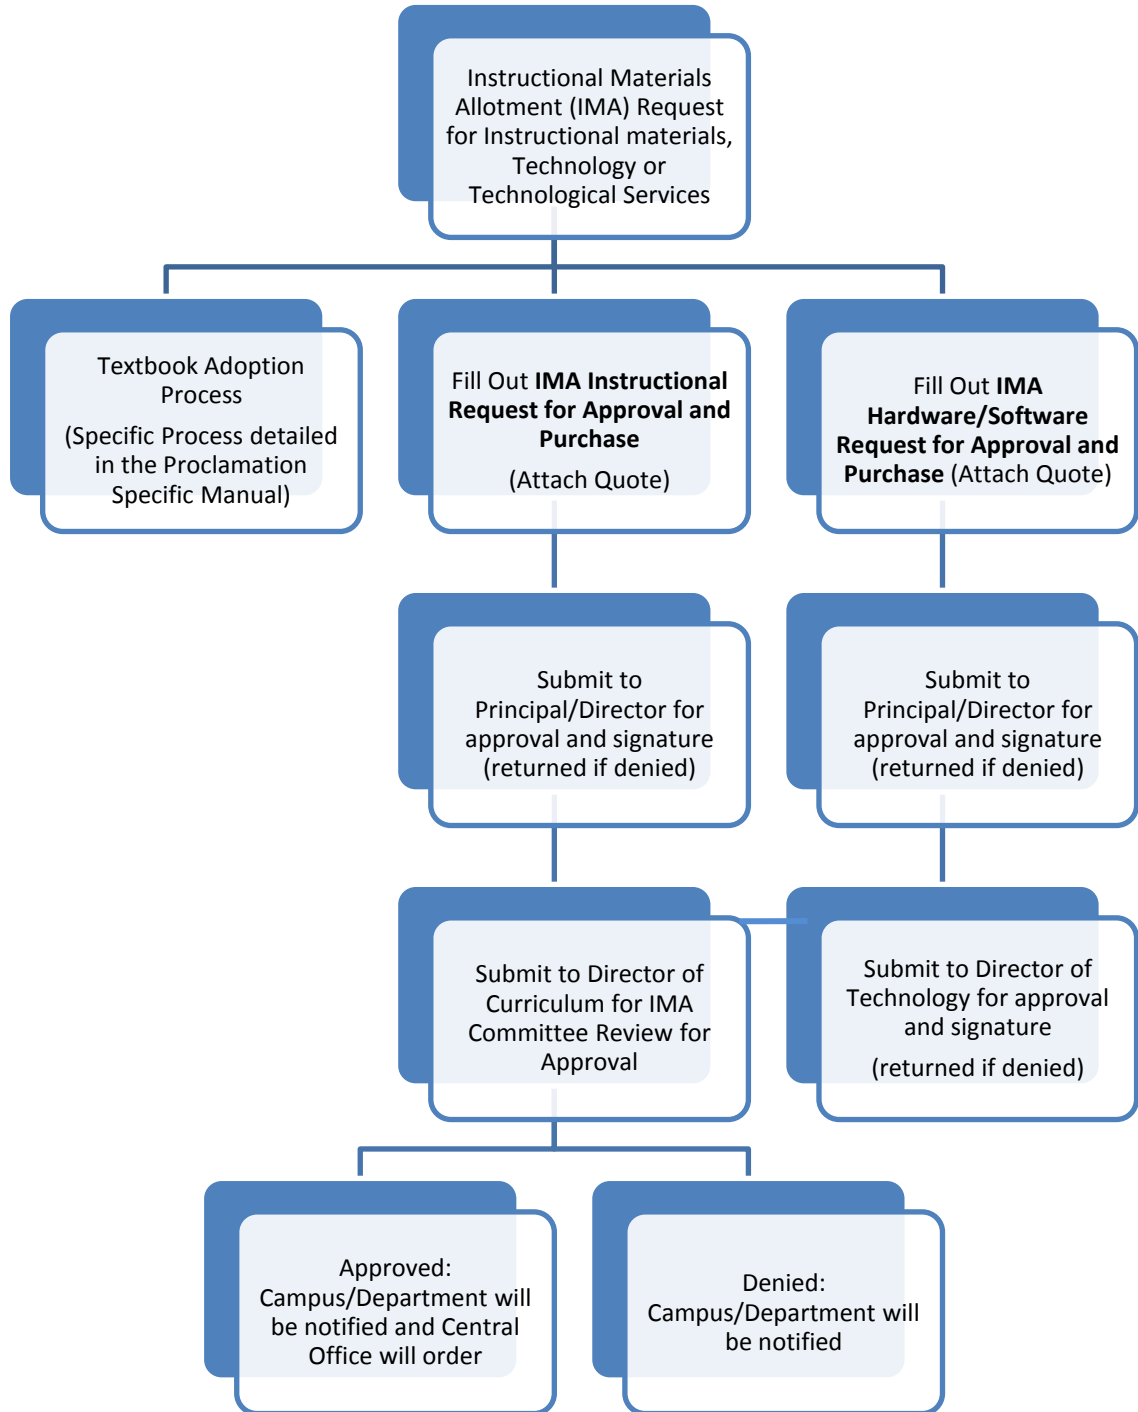 Instructional Materials
Allotment (IMA) Request
for Instructional materials,
Technology or
Technological Services
Textbook Adoption
Process
(Specific Process detailed
in the Proclamation
Specific Manual)
Fill Out IMA Instructional
Request for Approval and
Purchase
(Attach Quote)
Fill Out IMA
Hardware/Software
Request for Approval and
Purchase (Attach Quote)
Submit to
Principal/Director for
approval and signature
(returned if denied)
Submit to
Principal/Director for
approval and signature
(returned if denied)
Submit to Director of
Curriculum for IMA
Committee Review for
Approval
Submit to Director of
Technology for approval
and signature
(returned if denied)
Approved:
Campus/Department will
be notified and Central
Office will order
Denied:
Campus/Department will
be notified